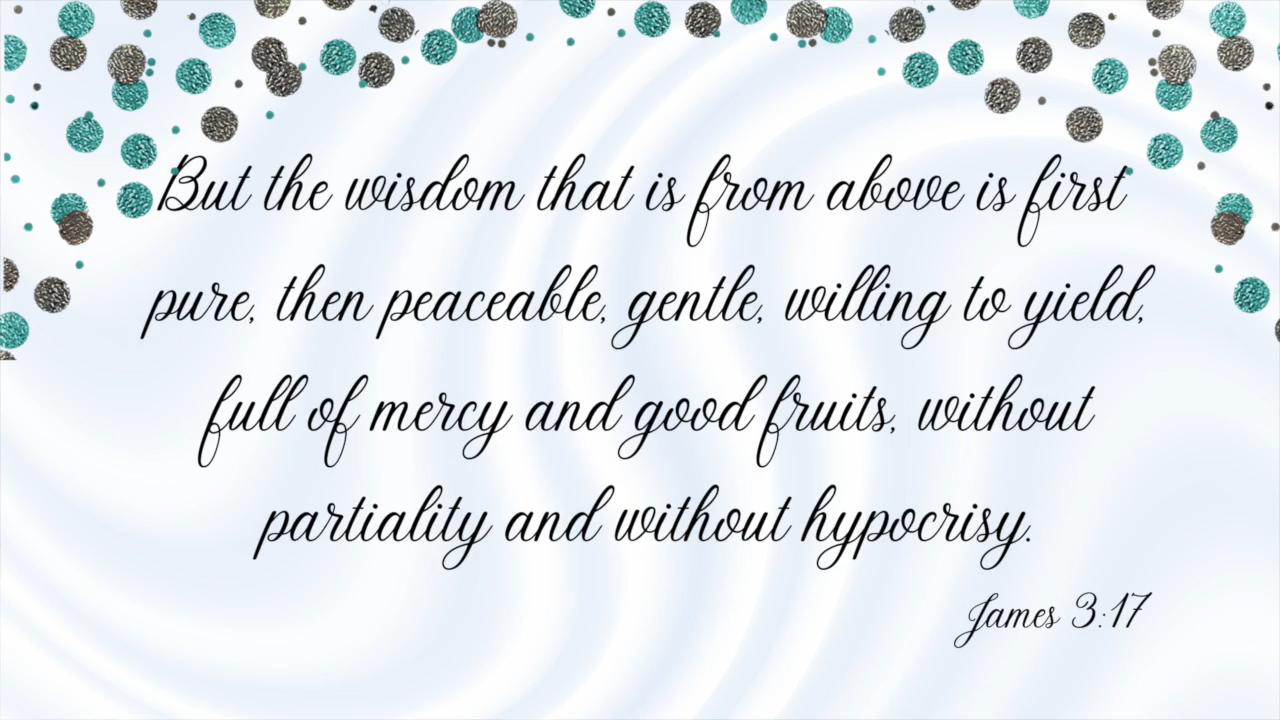 But the wisdom that is from above is first
pure, then peaceable, gentle, willing to yield,
full of mercy and good fruits, without
partiality and without hypocrisy.
James 3:17